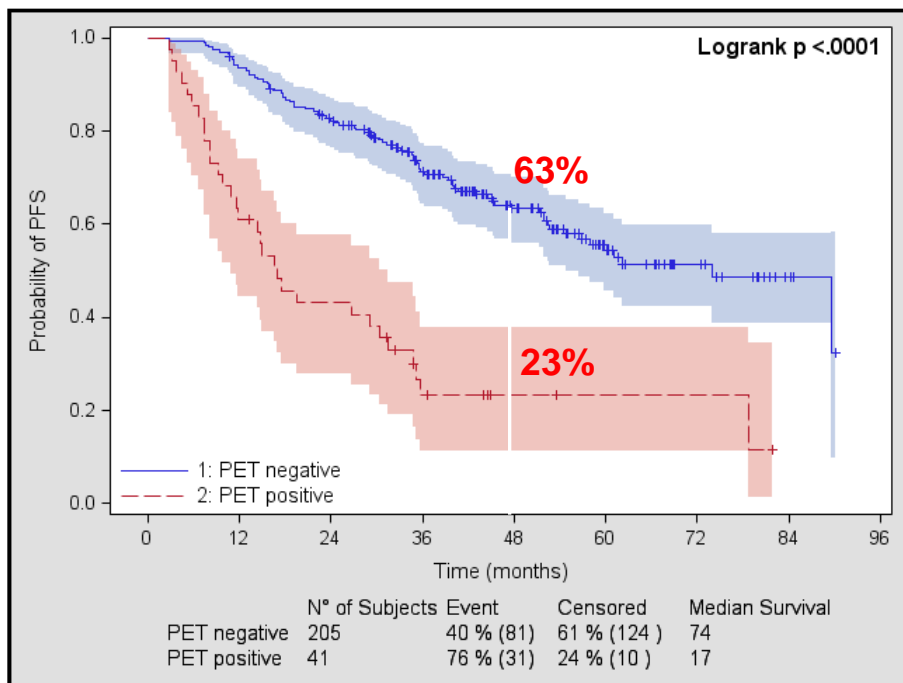 Logrank p <.0001
1.0
0.8
0.6
0.4
0.2
0.0
Probability of PFS
63%
23%
1: PET negative
2: PET positive
0 12 24 36 48 60 72 84 96
Time (months)
N° of Subjects Event Censored Median Survival
PET negative 205 40 % (81) 61 % (124 ) 74
PET positive 41 76 % (31) 24 % (10 ) 17